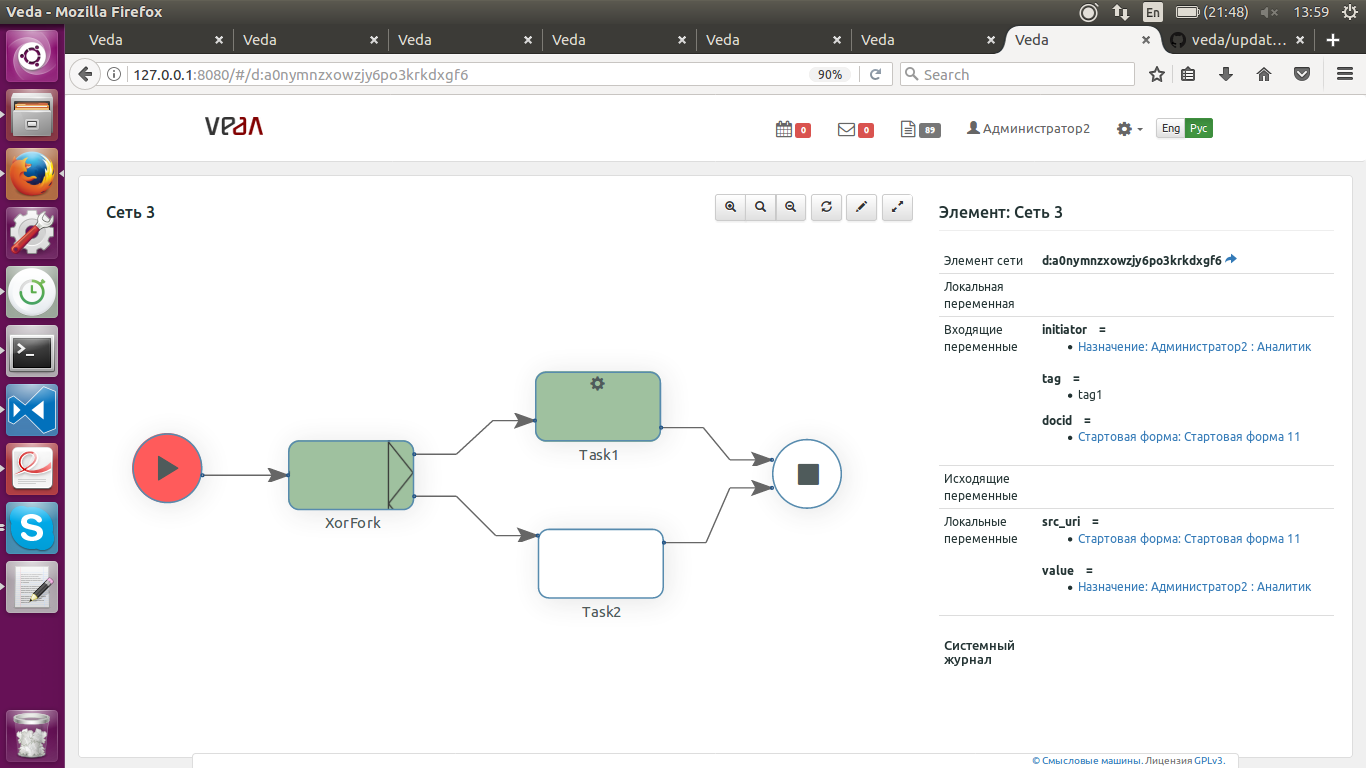 Veda - Mozilla Firefox
En
(21:48)
13:59
Veda
Veda
Veda
Veda
Veda
Veda
Veda
veda/updat...
127.0.0.1:8080/#/d:a0nymnzxowzjy6po3krkdxgf6
90%
Search
veda
0
0
89
Администратор2
Eng
Рус
Сеть 3
XorFork
Task1
Task2
Элемент: Сеть 3
Элемент сети
d:a0nymnzxowzjy6po3krkdxgf6
Локальная
переменная
Входящие
переменные
initiator =
Назначение: Администратор2 : Аналитик
tag =
tag1
docid =
Стартовая форма: Стартовая форма 11
Исходящие
переменные
Локальные
переменные
src_uri =
Стартовая форма: Стартовая форма 11
value =
Назначение: Администратор2 : Аналитик
Системный
журнал
© Смысловые машины. Лицензия GPLv3.